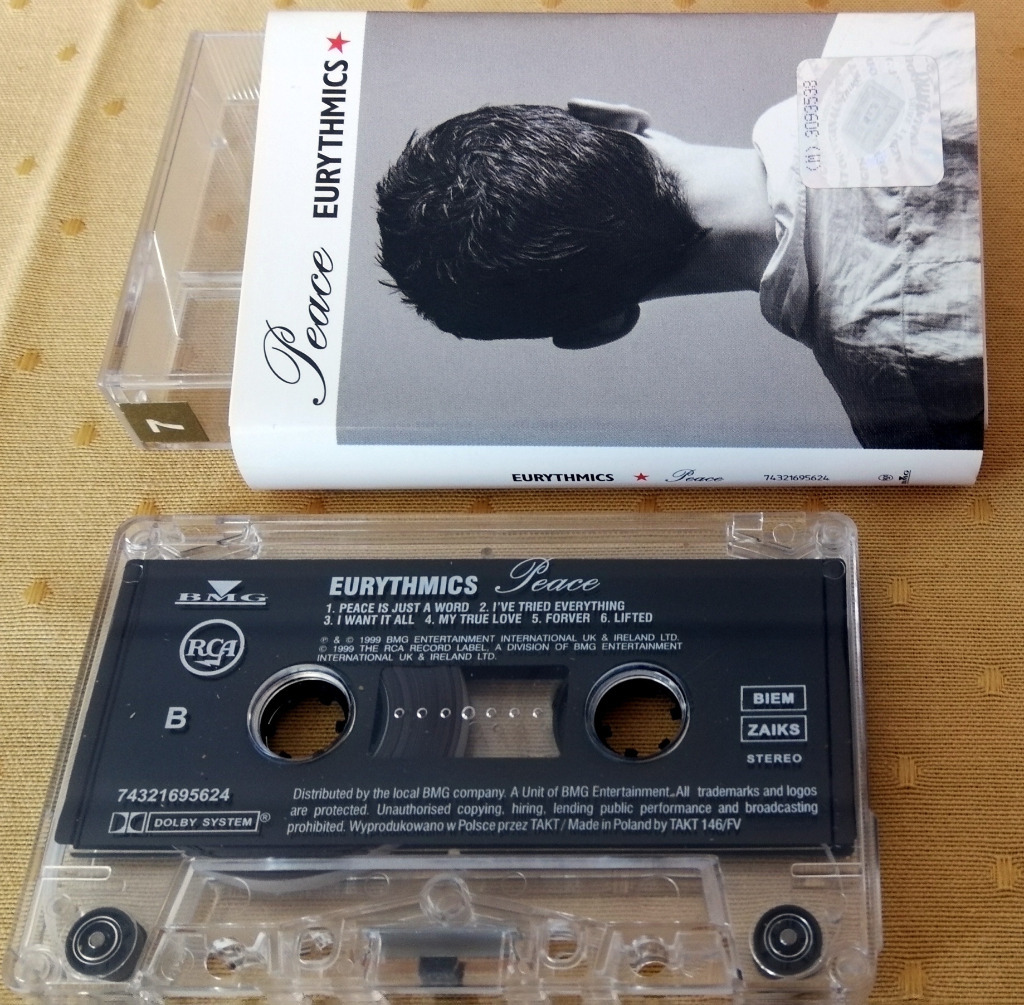 Peace EURYTHMICS
(M) 3093538
7
EURYTHMICS Peace 74321695624 BMG
BMG
RCA
B
EURYTHMICS Peace
1. PEACE IS JUST A WORD 2. I'VE TRIED EVERYTHING
3. I WANT IT ALL 4. MY TRUE LOVE 5. FORVER 6. LIFTED
℗ & © 1999 BMG ENTERTAINMENT INTERNATIONAL UK & IRELAND LTD.
© 1999 THE RCA RECORD LABEL, A DIVISION OF BMG ENTERTAINMENT
INTERNATIONAL UK & IRELAND LTD.
BIEM
ZAIKS
STEREO
74321695624
DOLBY SYSTEM®
Distributed by the local BMG company. A Unit of BMG Entertainment..All trademarks and logos
are protected. Unauthorised copying, hiring, lending public performance and broadcasting
prohibited. Wyprodukowano w Polsce przez TAKT / Made in Poland by TAKT 146/FV